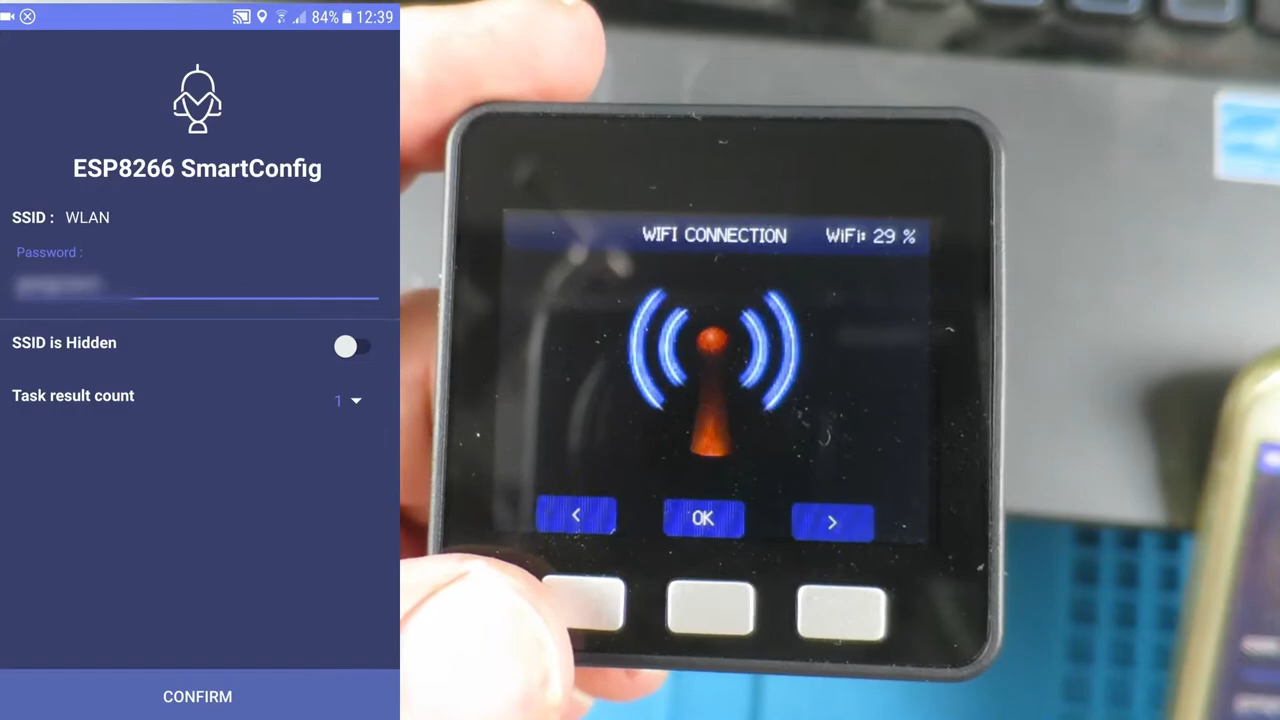 84% 12:39
ESP8266 SmartConfig
SSID : WLAN
Password :
SSID is Hidden
Task result count
1
CONFIRM
WIFI CONNECTION WiFi: 29 %
< OK >